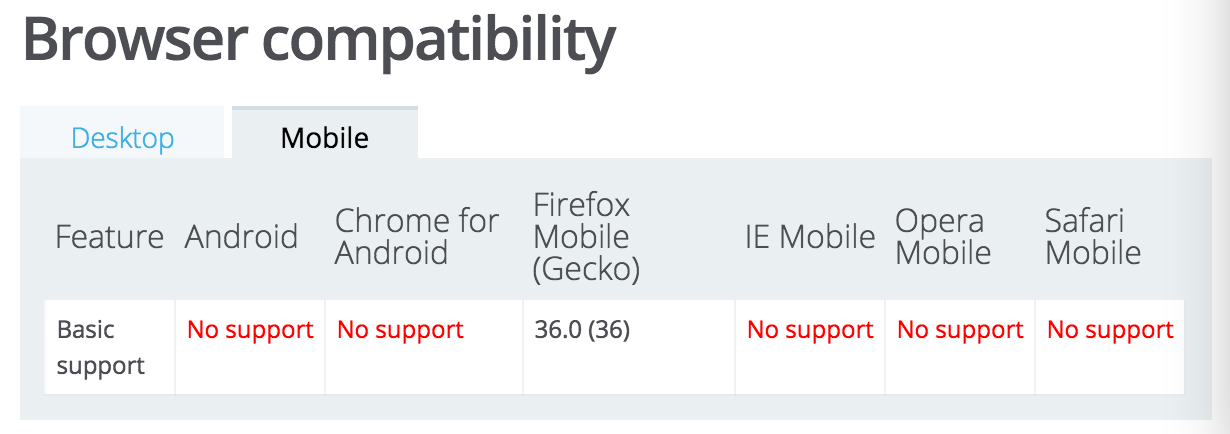 Browser compatibility
Desktop Mobile
Feature Android Chrome for Android Firefox Mobile (Gecko) IE Mobile Opera Mobile Safari Mobile
Basic support No support No support 36.0 (36) No support No support No support